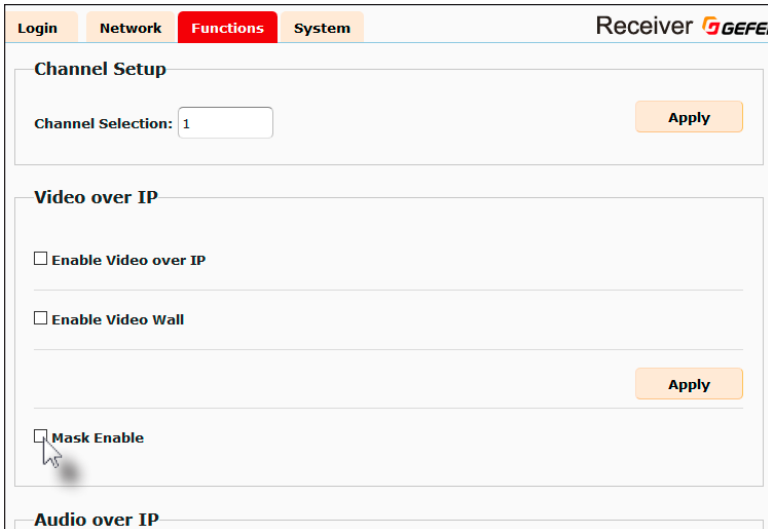 Login Network Functions System Receiver GEFEN
Channel Setup
Channel Selection: 1 Apply
Video over IP
Enable Video over IP
Enable Video Wall
Apply
Mask Enable
Audio over IP